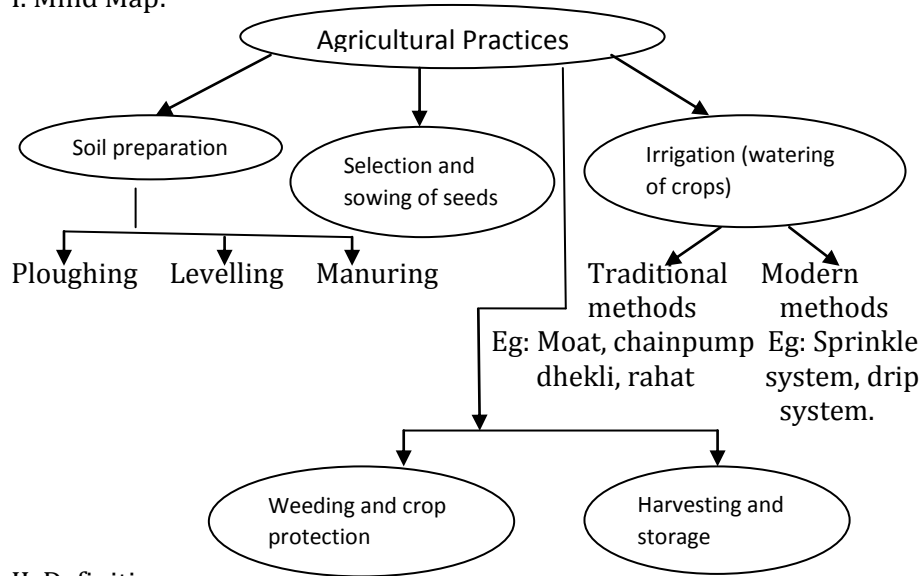 I. Mind Map:
Agricultural Practices
Soil preparation
Selection and
sowing of seeds
Irrigation (watering
of crops)
Ploughing Levelling Manuring
Traditional
methods
Eg: Moat, chainpump
dhekli, rahat
Modern
methods
Eg: Sprinkle
system, drip
system.
Weeding and crop
protection
Harvesting and
storage